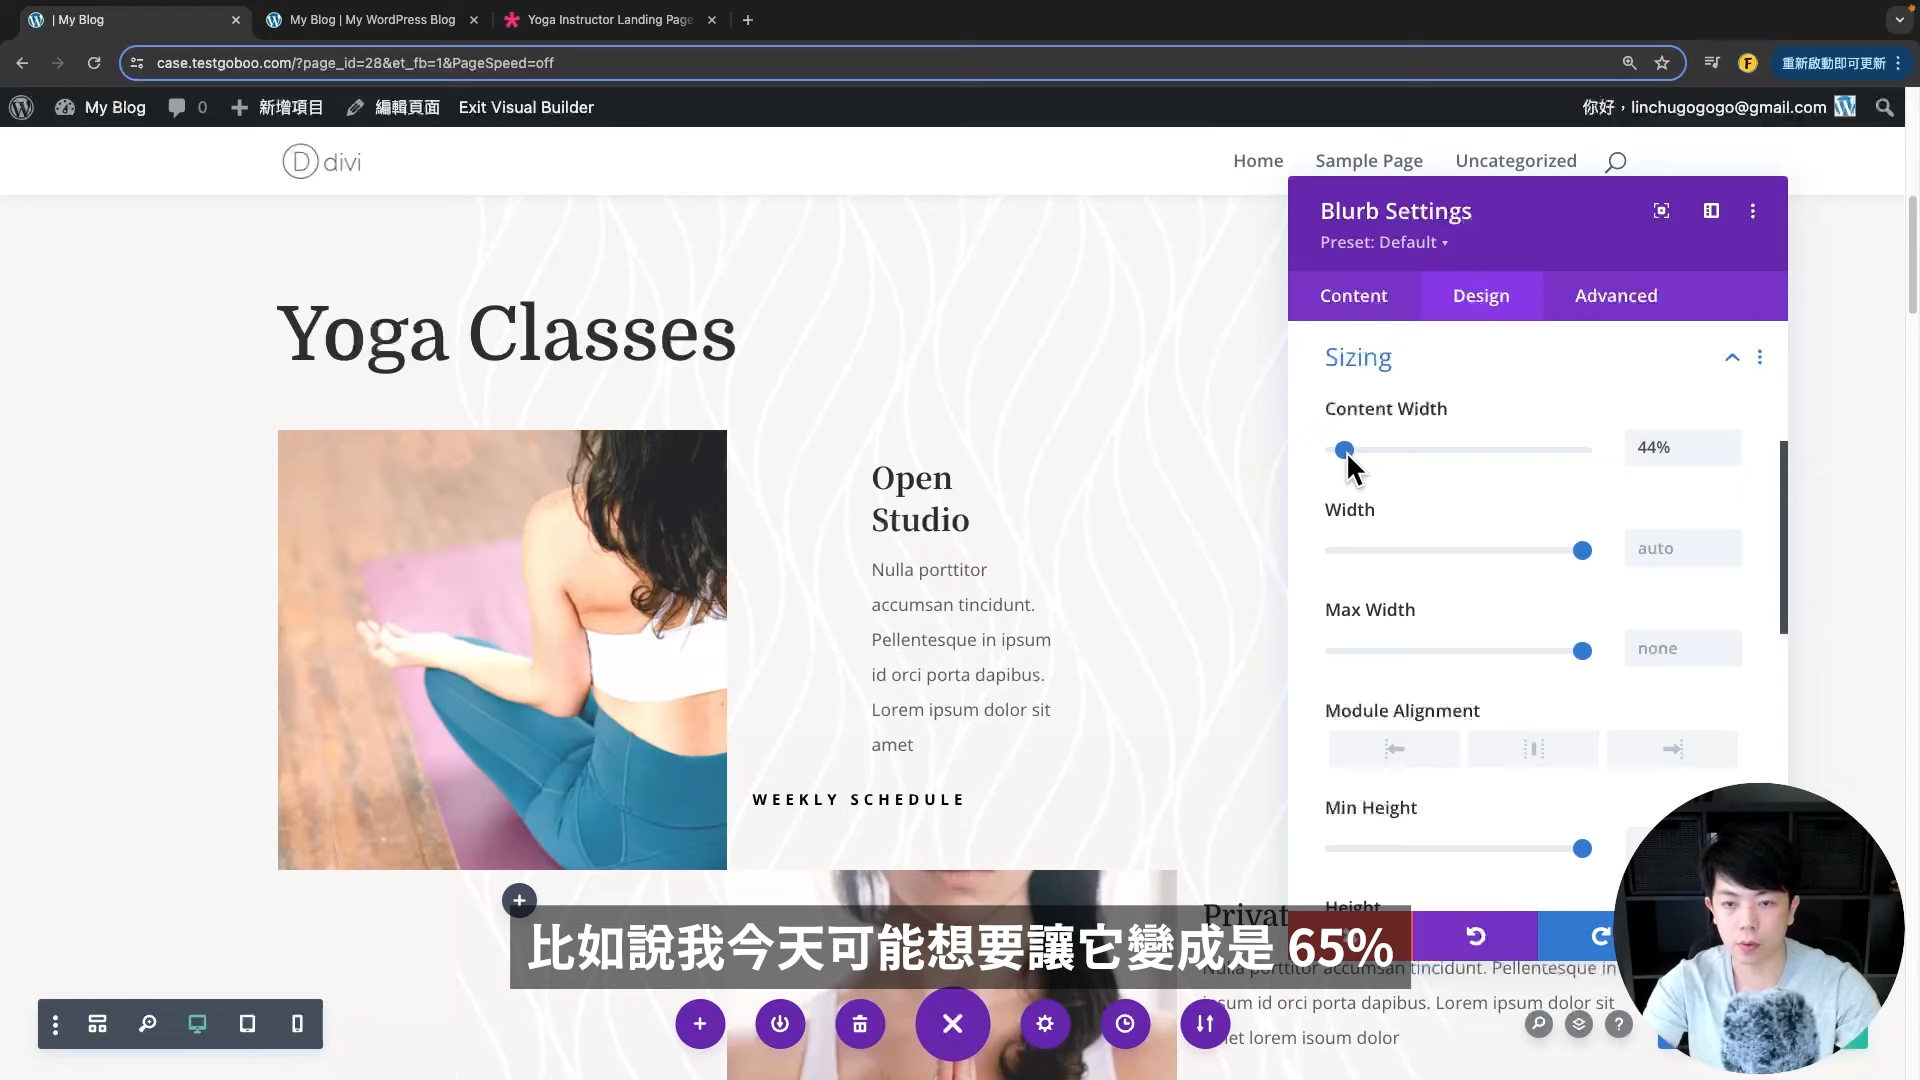 | My Blog
My Blog | My WordPress Blog
Yoga Instructor Landing Page
case.testgoboo.com/?page_id=28&et_fb=1&PageSpeed=off
F
重新啟動即可更新
My Blog
0
新增項目
編輯頁面
Exit Visual Builder
你好，linchugogogo@gmail.com
D divi
Home
Sample Page
Uncategorized
Blurb Settings
Preset: Default
Content
Design
Advanced
Yoga Classes
Open
Studio
Nulla porttitor
accumsan tincidunt.
Pellentesque in ipsum
id orci porta dapibus.
Lorem ipsum dolor sit
amet
WEEKLY SCHEDULE
Sizing
Content Width
44%
Width
auto
Max Width
none
Module Alignment
Min Height
Height
比如說我今天可能想要讓它變成是 65%
Nulla porttitor accumsan tincidunt. Pellentesque in
id orci porta dapibus. Lorem ipsum dolor sit
lorem isoum dolor